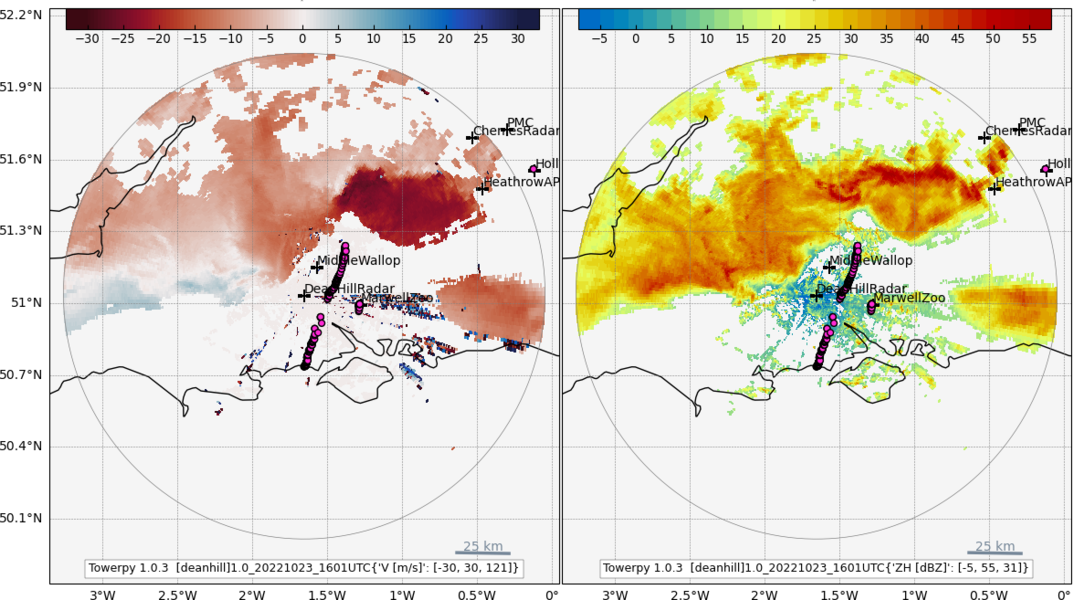 −30 −25 −20 −15 −10 −5 0 5 10 15 20 25 30
−5 0 5 10 15 20 25 30 35 40 45 50 55
52.2°N
51.9°N
51.6°N
51.3°N
51°N
50.7°N
50.4°N
50.1°N
PMC
CheniesRadar
Holl
HeathrowAP
MiddleWallop
DeanHillRadar
MarwellZoo
25 km
Towerpy 1.0.3 [deanhill]1.0_20221023_1601UTC{'V [m/s]': [-30, 30, 121]}
3°W 2.5°W 2°W 1.5°W 1°W 0.5°W 0°
PMC
CheniesRadar
Holl
HeathrowAP
MiddleWallop
DeanHillRadar
MarwellZoo
25 km
Towerpy 1.0.3 [deanhill]1.0_20221023_1601UTC{'ZH [dBZ]': [-5, 55, 31]}
3°W 2.5°W 2°W 1.5°W 1°W 0.5°W 0°